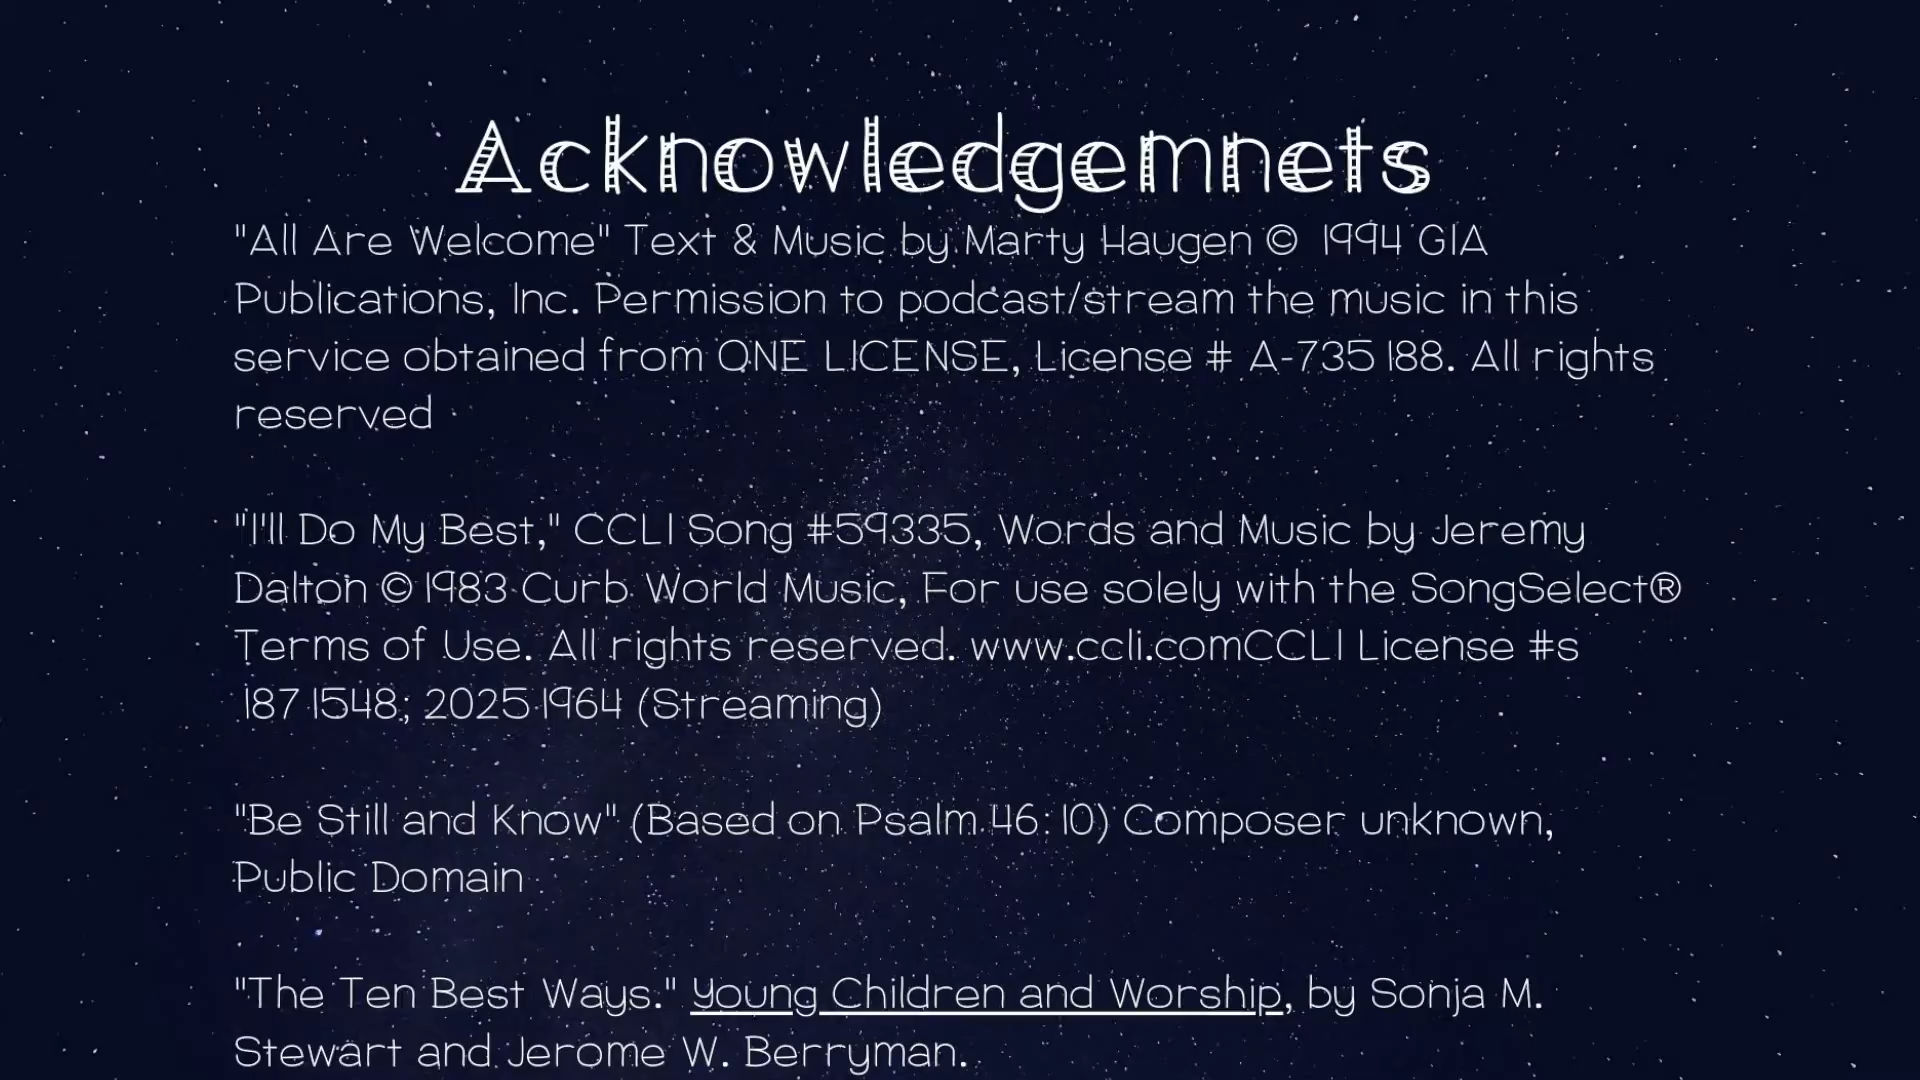 Acknowledgemnets
"All Are Welcome" Text & Music by Marty Haugen © 1994 GIA
Publications, Inc. Permission to podcast/stream the music in this
service obtained from ONE LICENSE, License # A-735188. All rights
reserved
"I'll Do My Best," CCLI Song #59335, Words and Music by Jeremy
Dalton © 1983 Curb World Music, For use solely with the SongSelect®
Terms of Use. All rights reserved. www.ccli.comCCLI License #s
1871548; 20251964 (Streaming)
"Be Still and Know" (Based on Psalm 46:10) Composer unknown,
Public Domain
"The Ten Best Ways." Young Children and Worship, by Sonja M.
Stewart and Jerome W. Berryman.